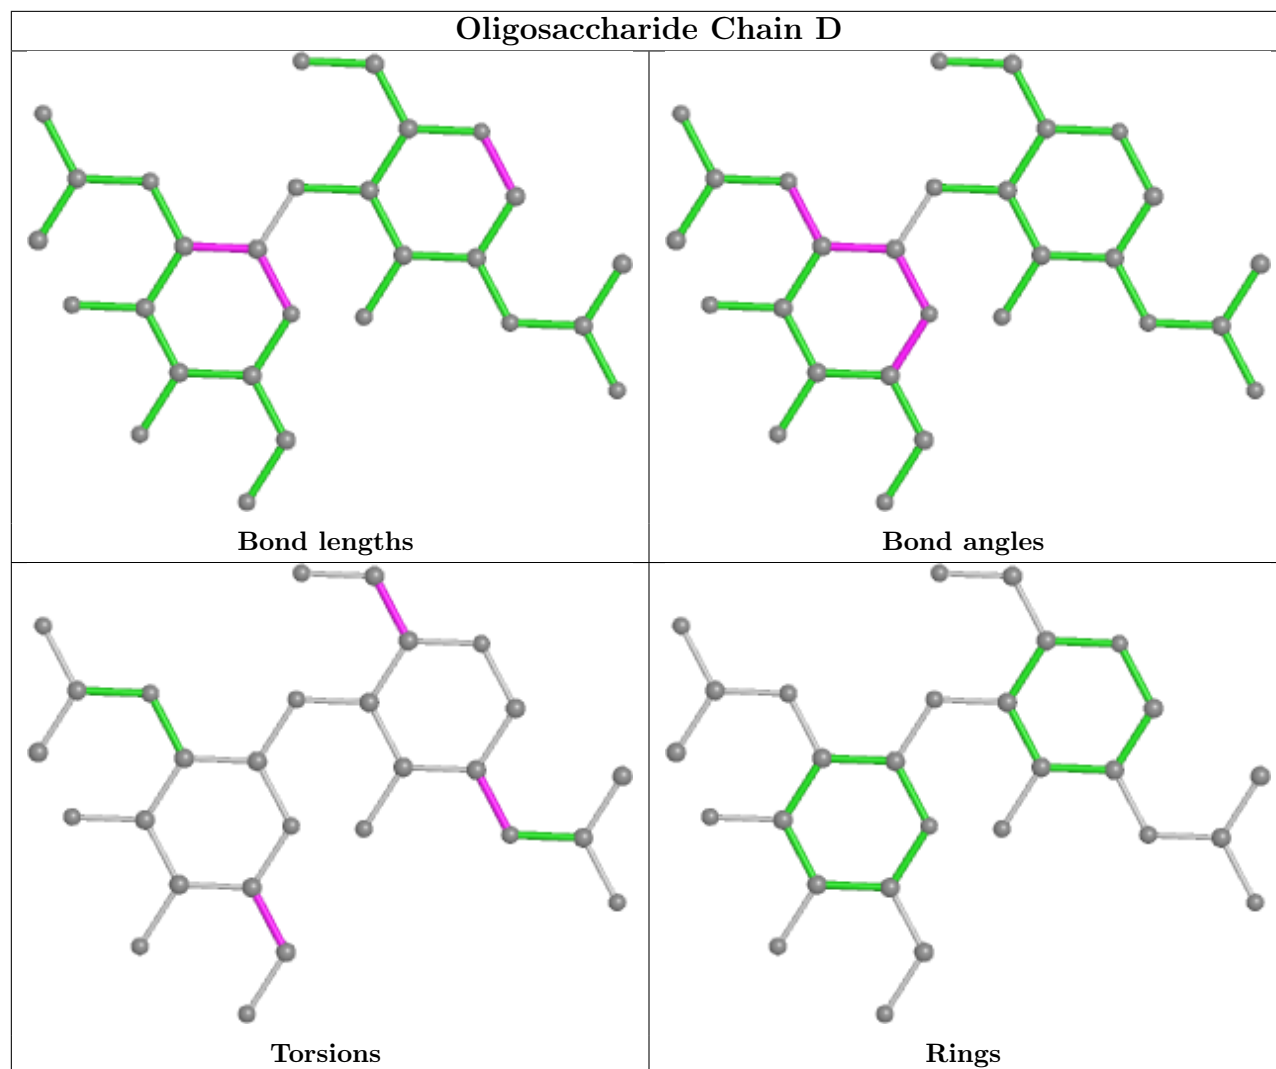 Oligosaccharide Chain D
Bond lengths
Bond angles
Torsions
Rings